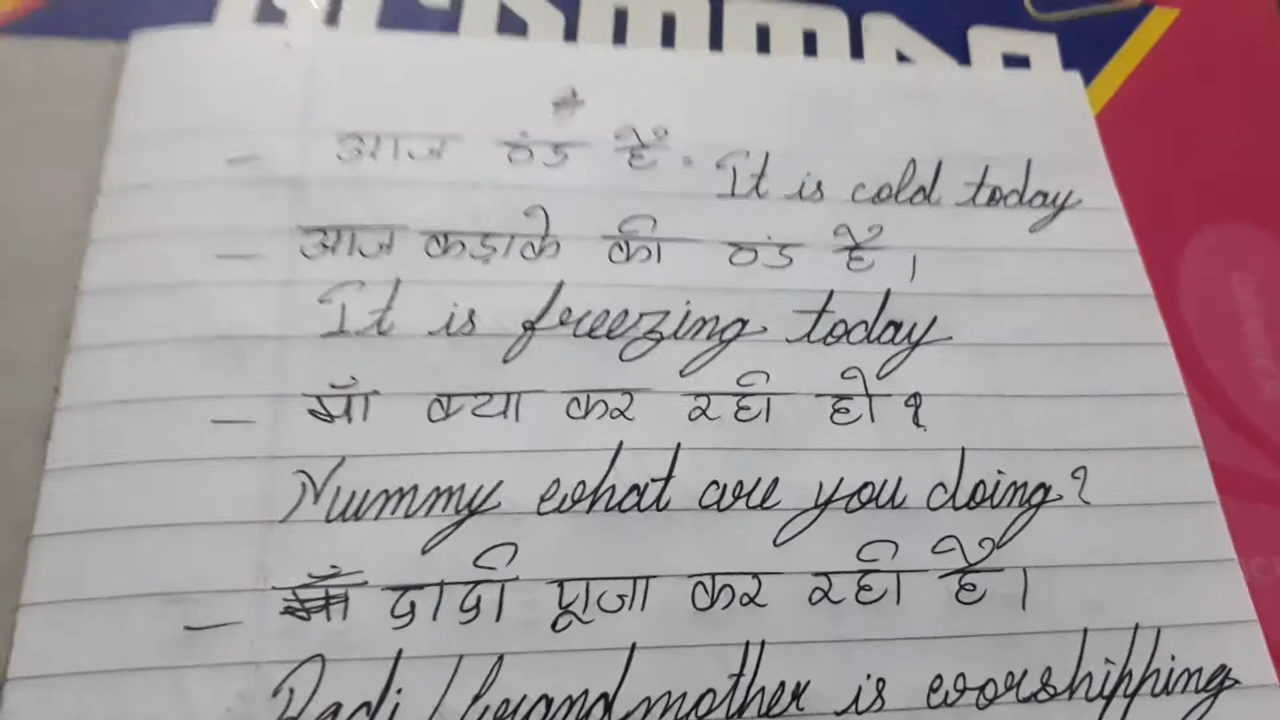 - आज ठंड है. It is cold today
- आज कड़ाके की ठंड है।
It is freezing today
- माँ क्या कर रही हो?
Mummy what are you doing?
- दादी पूजा कर रही है।
Dadi / Grandmother is worshipping